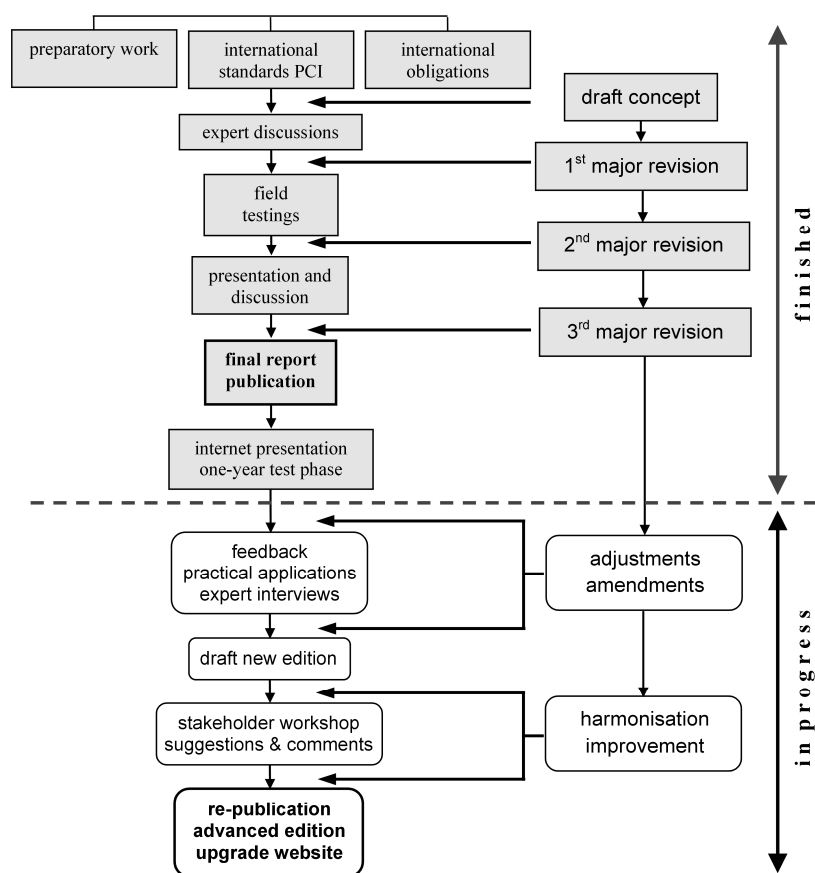 preparatory work
international
standards PCI
international
obligations
draft concept
expert discussions
1st major revision
field
testings
2nd major revision
presentation and
discussion
3rd major revision
final report
publication
internet presentation
one-year test phase
finished
feedback
practical applications
expert interviews
adjustments
amendments
draft new edition
stakeholder workshop
suggestions & comments
harmonisation
improvement
re-publication
advanced edition
upgrade website
in progress